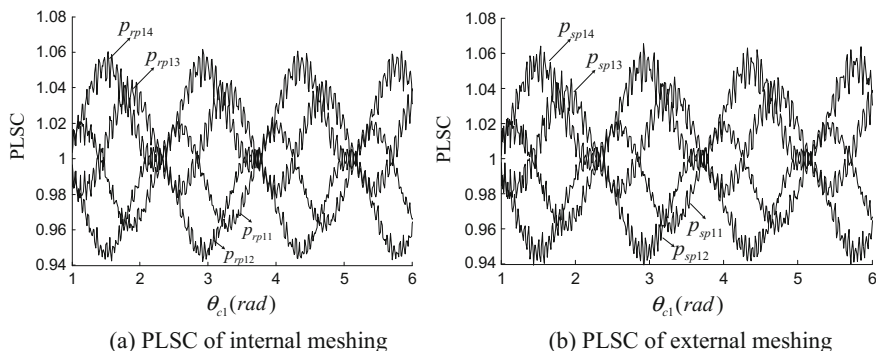 1.08
1.06
1.04
1.02
1
0.98
0.96
0.94
PLSC
p_rp14
p_rp13
p_rp11
p_rp12
1 2 3 4 5 6
θ_c1 (rad)
(a) PLSC of internal meshing
1.08
1.06
1.04
1.02
1
0.98
0.96
0.94
PLSC
p_sp14
p_sp13
p_sp11
p_sp12
1 2 3 4 5 6
θ_c1 (rad)
(b) PLSC of external meshing